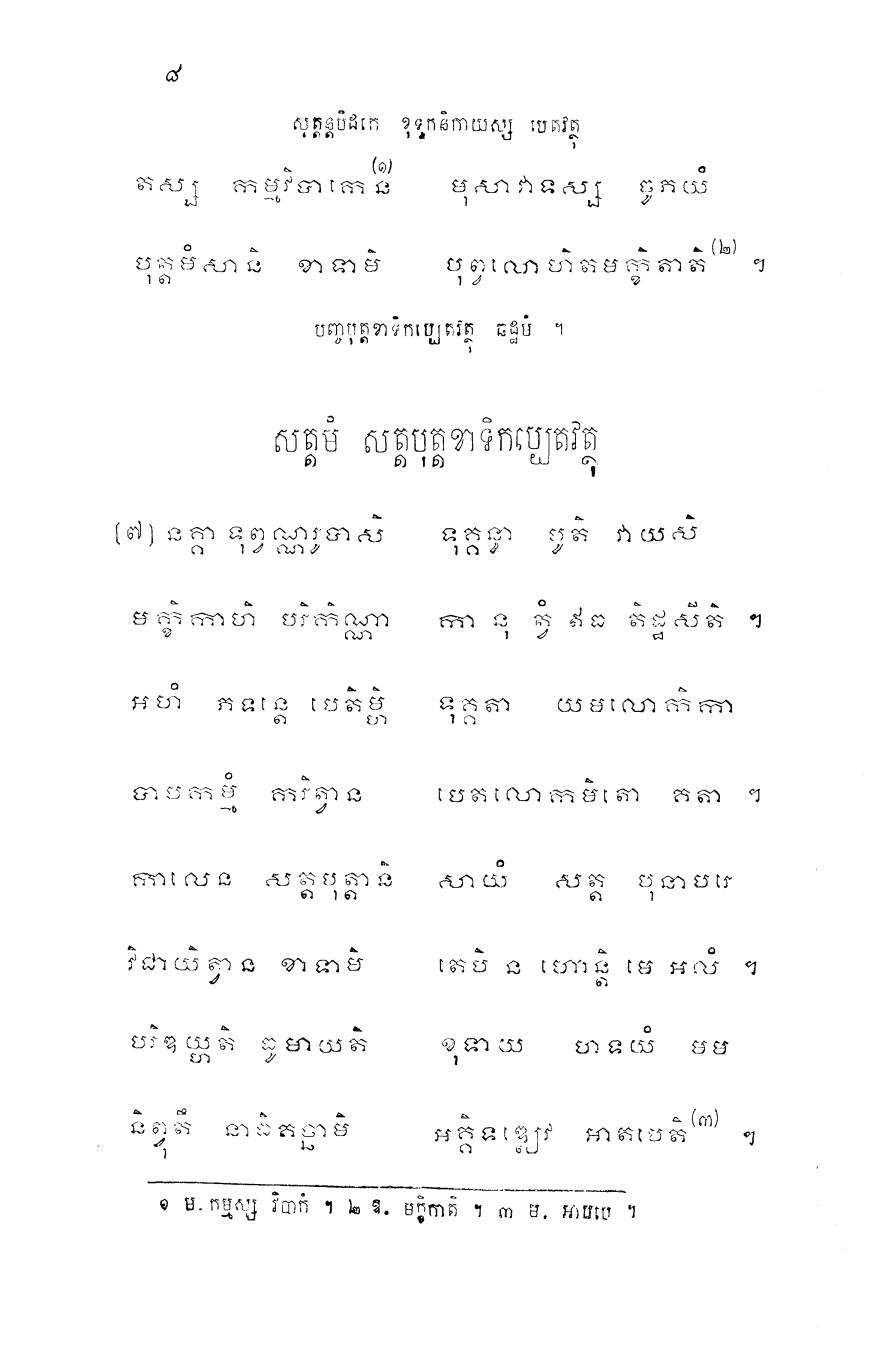 ៨
សុត្តន្តបិដកេ ខុទ្ទកនិកាយស្ស បេតវត្ថុ
តស្ស កម្មវិបាកេន(១) មុសាវាទស្ស ចូភយំ
បុត្តមំសានិ ខាទាមិ បុព្វលោហិតមក្ខិតាតិ(២) ។
បញ្ចបុត្តខាទិកប្បេតវត្ថុ ឆដ្ឋមំ ។
សត្តមំ សត្តបុត្តខាទិកប្បេតវត្ថុ
[៧] នគ្គា ទុព្វណ្ណរូបាសិ ទុគ្គន្ធា បូតិ វាយសិ
មក្ខិកាហិ បរិកិណ្ណា កា នុ ត្វំ ឥធ តិដ្ឋសីតិ ។
អហំ ភទន្តេ បេតិម្ហិ ទុគ្គតា យមលោកិកា
បាបកម្មំ ករិត្វាន បេតលោកមិតោ គតា ។
កាលេន សត្តបុត្តានិ សាយំ សត្ត បុនាបរេ
វិជាយិត្វាន ខាទាមិ តេបិ ន ហោន្តិ មេ អលំ ។
បរិឌយ្ហតិ ធូមាយតិ ខុទាយ ហទយំ មម
និព្វុតឹ នាធិគច្ឆាមិ អគ្គិទឌ្ឍេវ អាតបេតិ(៣) ។
១ ម. កម្មស្ស វិបាកំ ។ ២ ឱ. មក្ខិកាតិ ។ ៣ ម. អាតបេ ។